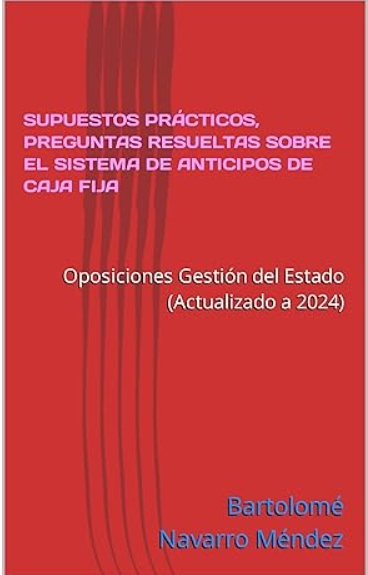 SUPUESTOS PRÁCTICOS,
PREGUNTAS RESUELTAS SOBRE
EL SISTEMA DE ANTICIPOS DE
CAJA FIJA
Oposiciones Gestión del Estado
(Actualizado a 2024)
Bartolomé
Navarro Méndez